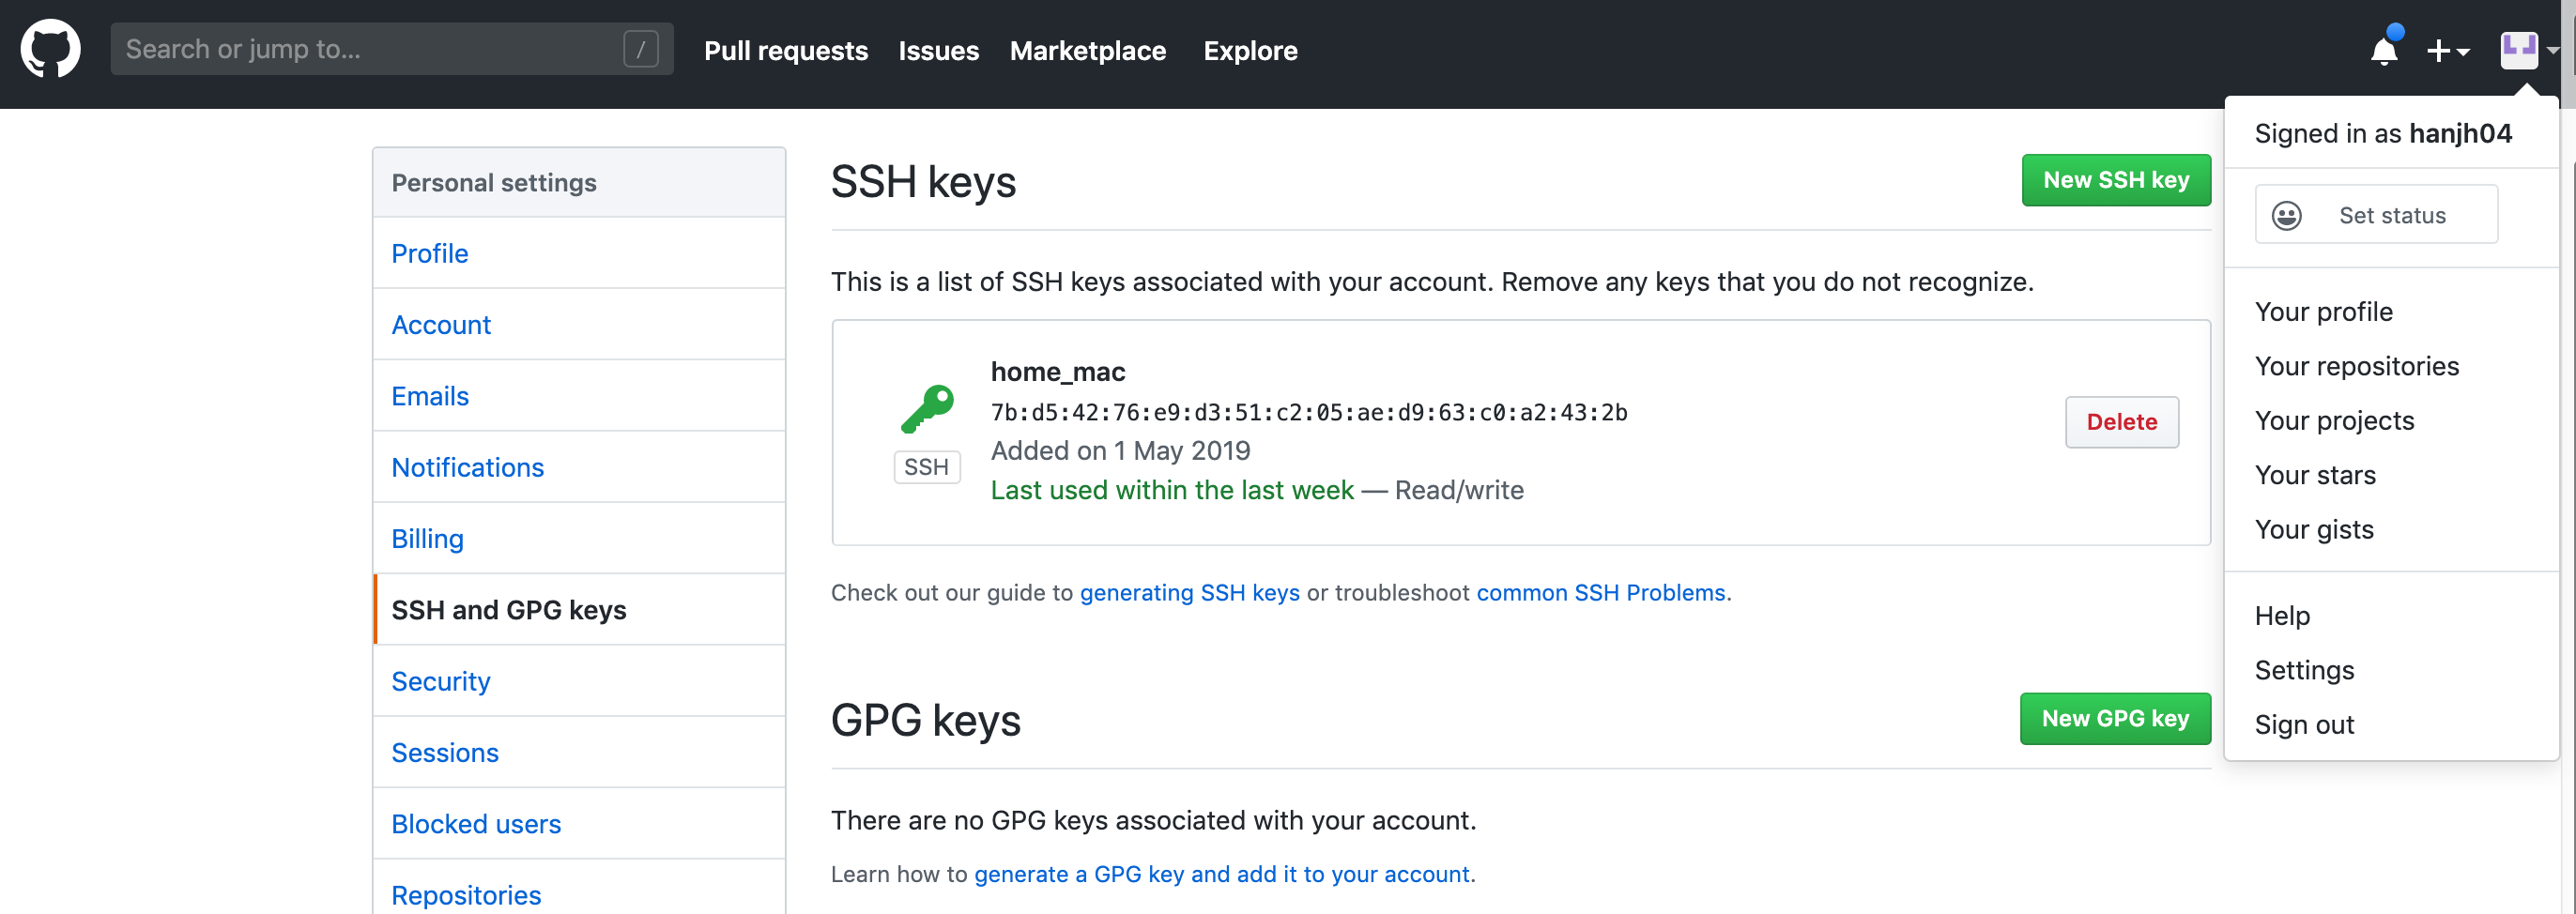 Search or jump to... /
Pull requests Issues Marketplace Explore
Signed in as hanjh04
Set status
Your profile
Your repositories
Your projects
Your stars
Your gists
Help
Settings
Sign out
Personal settings
Profile
Account
Emails
Notifications
Billing
SSH and GPG keys
Security
Sessions
Blocked users
Repositories
SSH keys
New SSH key
This is a list of SSH keys associated with your account. Remove any keys that you do not recognize.
home_mac
7b:d5:42:76:e9:d3:51:c2:05:ae:d9:63:c0:a2:43:2b
Added on 1 May 2019
Last used within the last week — Read/write
SSH
Delete
Check out our guide to generating SSH keys or troubleshoot common SSH Problems.
GPG keys
New GPG key
There are no GPG keys associated with your account.
Learn how to generate a GPG key and add it to your account.